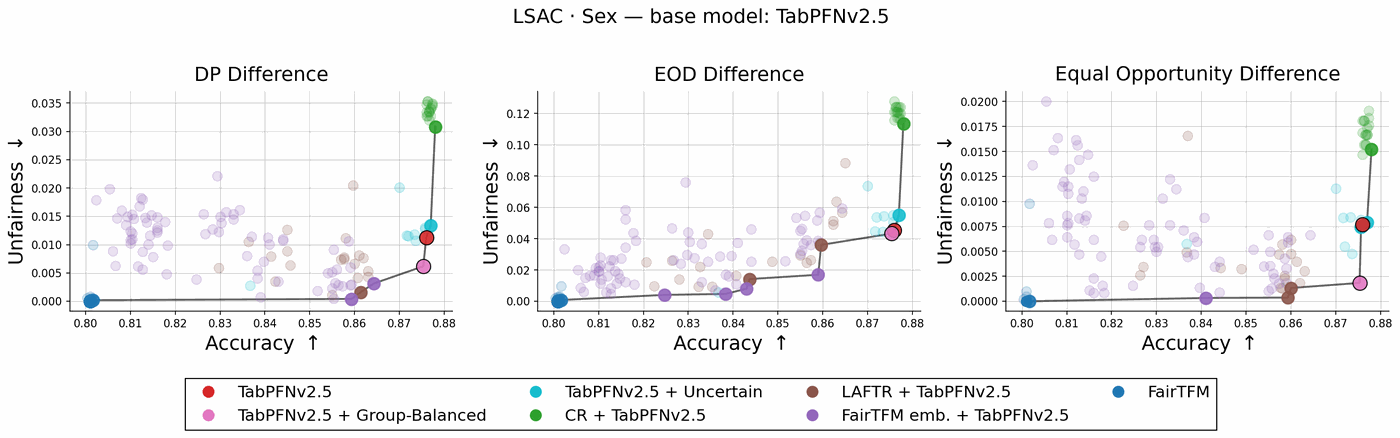 LSAC · Sex — base model: TabPFNv2.5
DP Difference
EOD Difference
Equal Opportunity Difference
Unfairness ↓
0.035
0.030
0.025
0.020
0.015
0.010
0.005
0.000
0.80 0.81 0.82 0.83 0.84 0.85 0.86 0.87 0.88
Accuracy ↑
Unfairness ↓
0.12
0.10
0.08
0.06
0.04
0.02
0.00
0.80 0.81 0.82 0.83 0.84 0.85 0.86 0.87 0.88
Accuracy ↑
Unfairness ↓
0.0200
0.0175
0.0150
0.0125
0.0100
0.0075
0.0050
0.0025
0.0000
0.80 0.81 0.82 0.83 0.84 0.85 0.86 0.87 0.88
Accuracy ↑
TabPFNv2.5
TabPFNv2.5 + Group-Balanced
TabPFNv2.5 + Uncertain
CR + TabPFNv2.5
LAFTR + TabPFNv2.5
FairTFM emb. + TabPFNv2.5
FairTFM